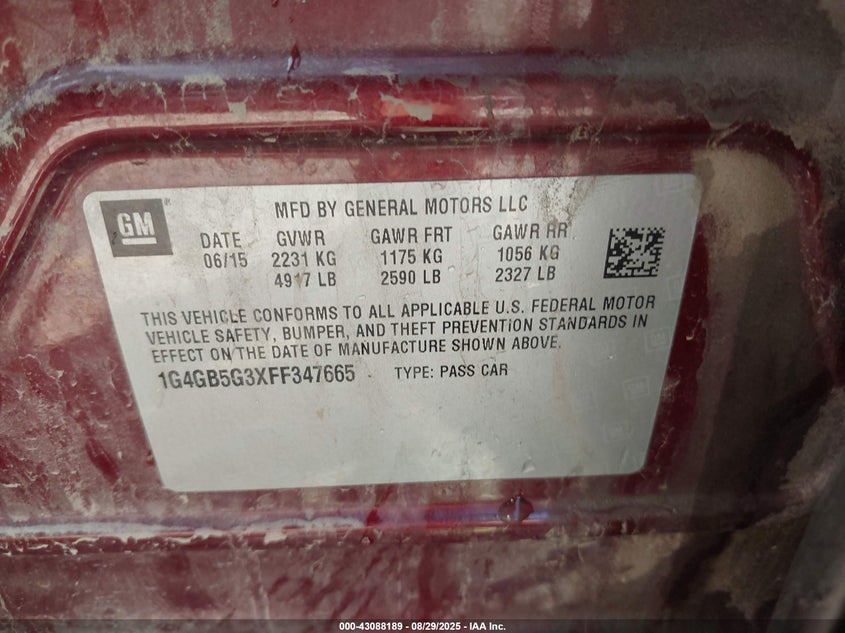 GM
MFD BY GENERAL MOTORS LLC
DATE GVWR GAWR FRT GAWR RR
06/15 2231 KG 1175 KG 1056 KG
4917 LB 2590 LB 2327 LB
THIS VEHICLE CONFORMS TO ALL APPLICABLE U.S. FEDERAL MOTOR
VEHICLE SAFETY, BUMPER, AND THEFT PREVENTION STANDARDS IN
EFFECT ON THE DATE OF MANUFACTURE SHOWN ABOVE.
1G4GB5G3XFF347665 TYPE: PASS CAR
000-43088189 - 08/29/2025 - IAA Inc.